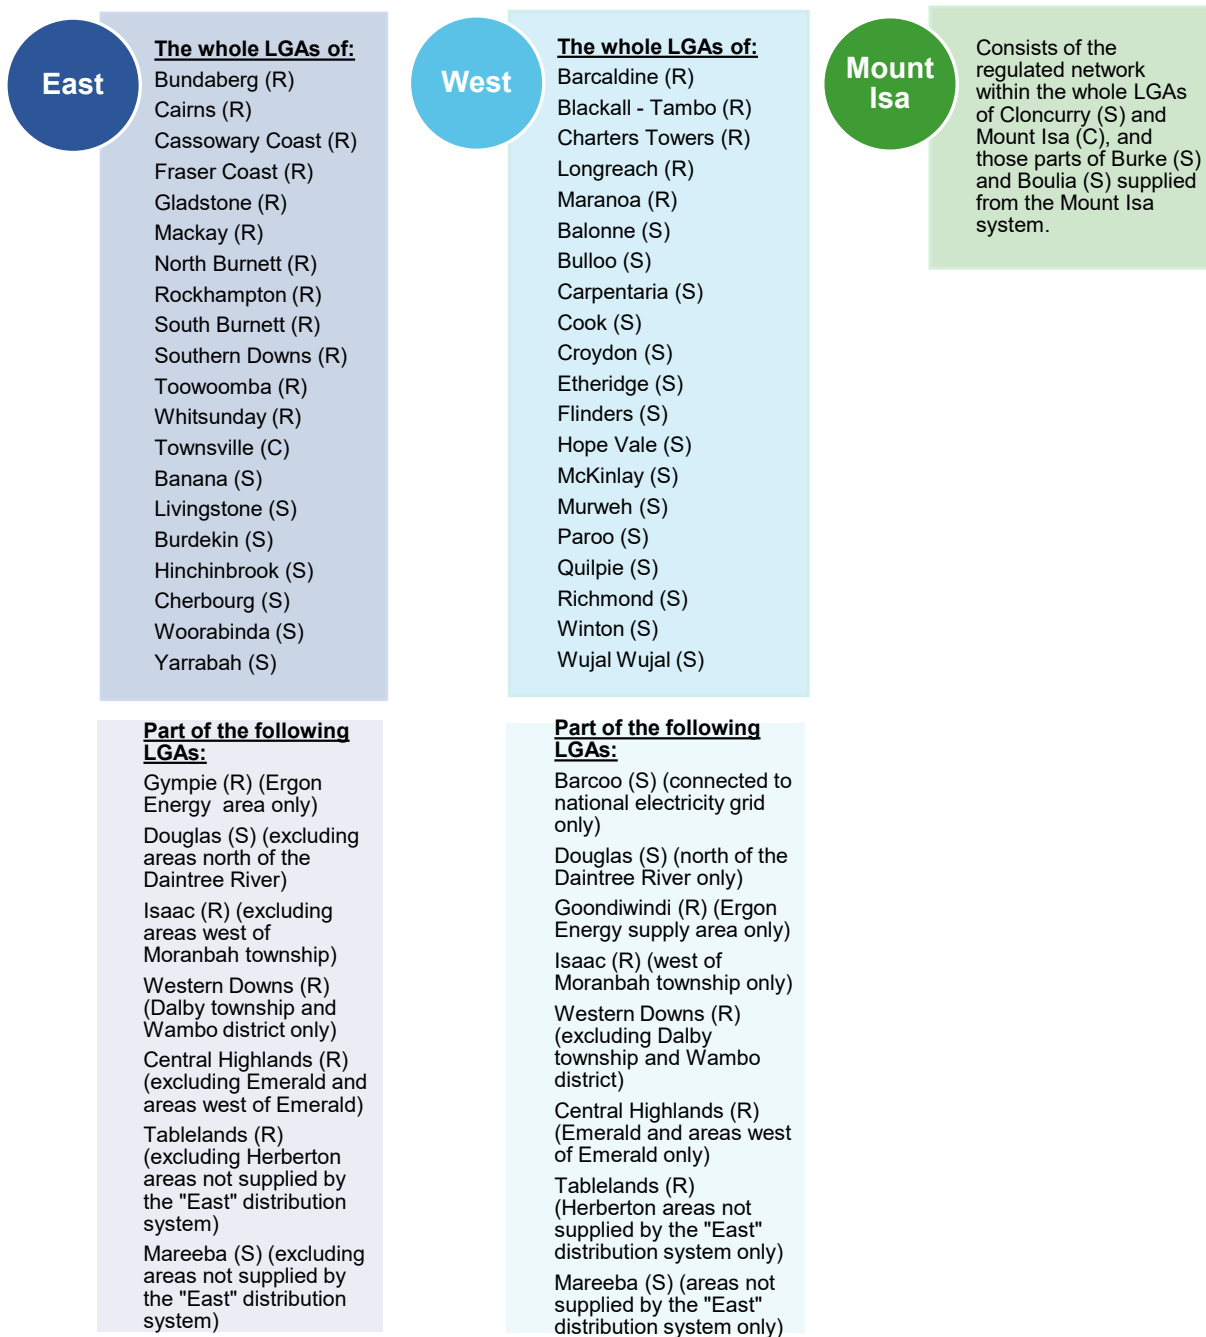 East
The whole LGAs of:
Bundaberg (R)
Cairns (R)
Cassowary Coast (R)
Fraser Coast (R)
Gladstone (R)
Mackay (R)
North Burnett (R)
Rockhampton (R)
South Burnett (R)
Southern Downs (R)
Toowoomba (R)
Whitsunday (R)
Townsville (C)
Banana (S)
Livingstone (S)
Burdekin (S)
Hinchinbrook (S)
Cherbourg (S)
Woorabinda (S)
Yarrabah (S)
Part of the following
LGAs:
Gympie (R) (Ergon
Energy area only)
Douglas (S) (excluding
areas north of the
Daintree River)
Isaac (R) (excluding
areas west of
Moranbah township)
Western Downs (R)
(Dalby township and
Wambo district only)
Central Highlands (R)
(excluding Emerald and
areas west of Emerald)
Tablelands (R)
(excluding Herberton
areas not supplied by
the "East" distribution
system)
Mareeba (S) (excluding
areas not supplied by
the "East" distribution
system)
West
The whole LGAs of:
Barcaldine (R)
Blackall - Tambo (R)
Charters Towers (R)
Longreach (R)
Maranoa (R)
Balonne (S)
Bulloo (S)
Carpentaria (S)
Cook (S)
Croydon (S)
Etheridge (S)
Flinders (S)
Hope Vale (S)
McKinlay (S)
Murweh (S)
Paroo (S)
Quilpie (S)
Richmond (S)
Winton (S)
Wujal Wujal (S)
Part of the following
LGAs:
Barcoo (S) (connected to
national electricity grid
only)
Douglas (S) (north of the
Daintree River only)
Goondiwindi (R) (Ergon
Energy supply area only)
Isaac (R) (west of
Moranbah township only)
Western Downs (R)
(excluding Dalby
township and Wambo
district)
Central Highlands (R)
(Emerald and areas west
of Emerald only)
Tablelands (R)
(Herberton areas not
supplied by the "East"
distribution system only)
Mareeba (S) (areas not
supplied by the "East"
distribution system only)
Mount
Isa
Consists of the
regulated network
within the whole LGAs
of Cloncurry (S) and
Mount Isa (C), and
those parts of Burke (S)
and Boulia (S) supplied
from the Mount Isa
system.